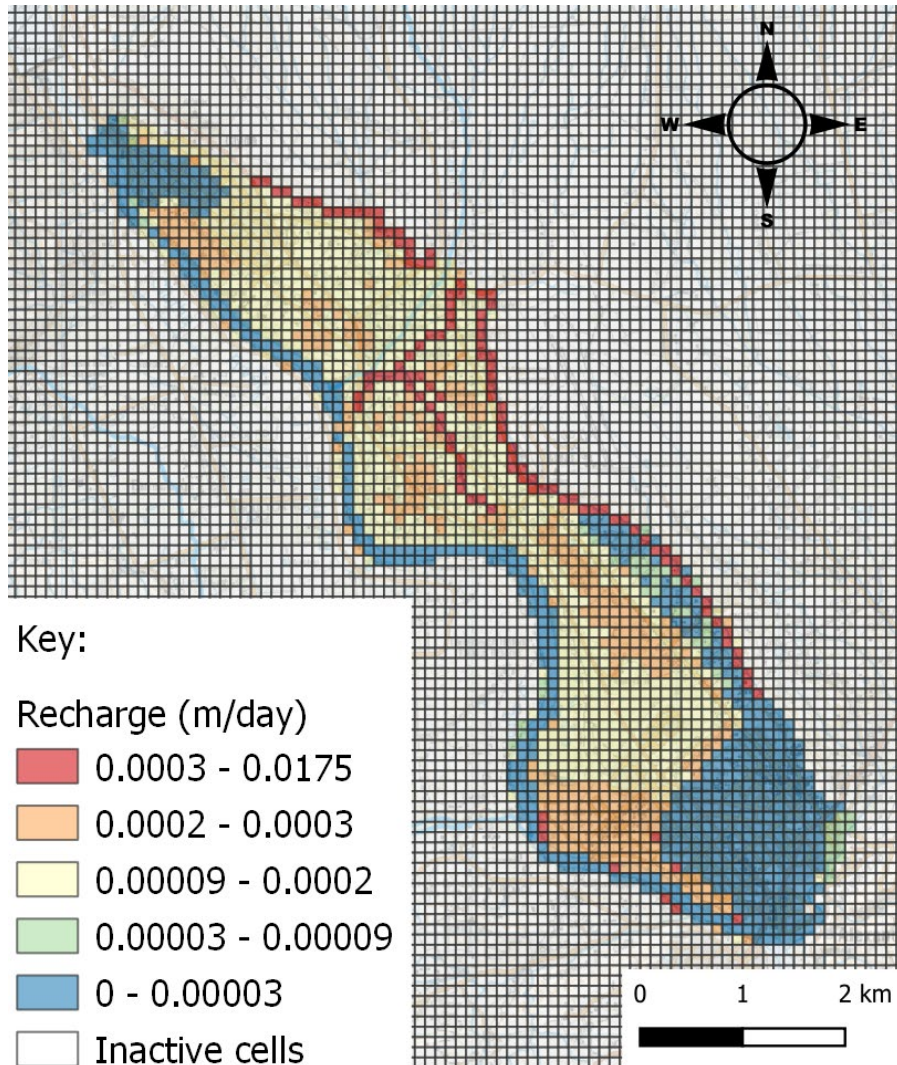 N
W E
S
Key:
Recharge (m/day)
0.0003 - 0.0175
0.0002 - 0.0003
0.00009 - 0.0002
0.00003 - 0.00009
0 - 0.00003
Inactive cells
0 1 2 km